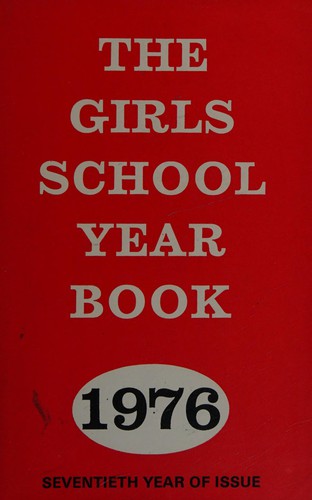 THE
GIRLS
SCHOOL
YEAR
BOOK
1976
SEVENTIETH YEAR OF ISSUE